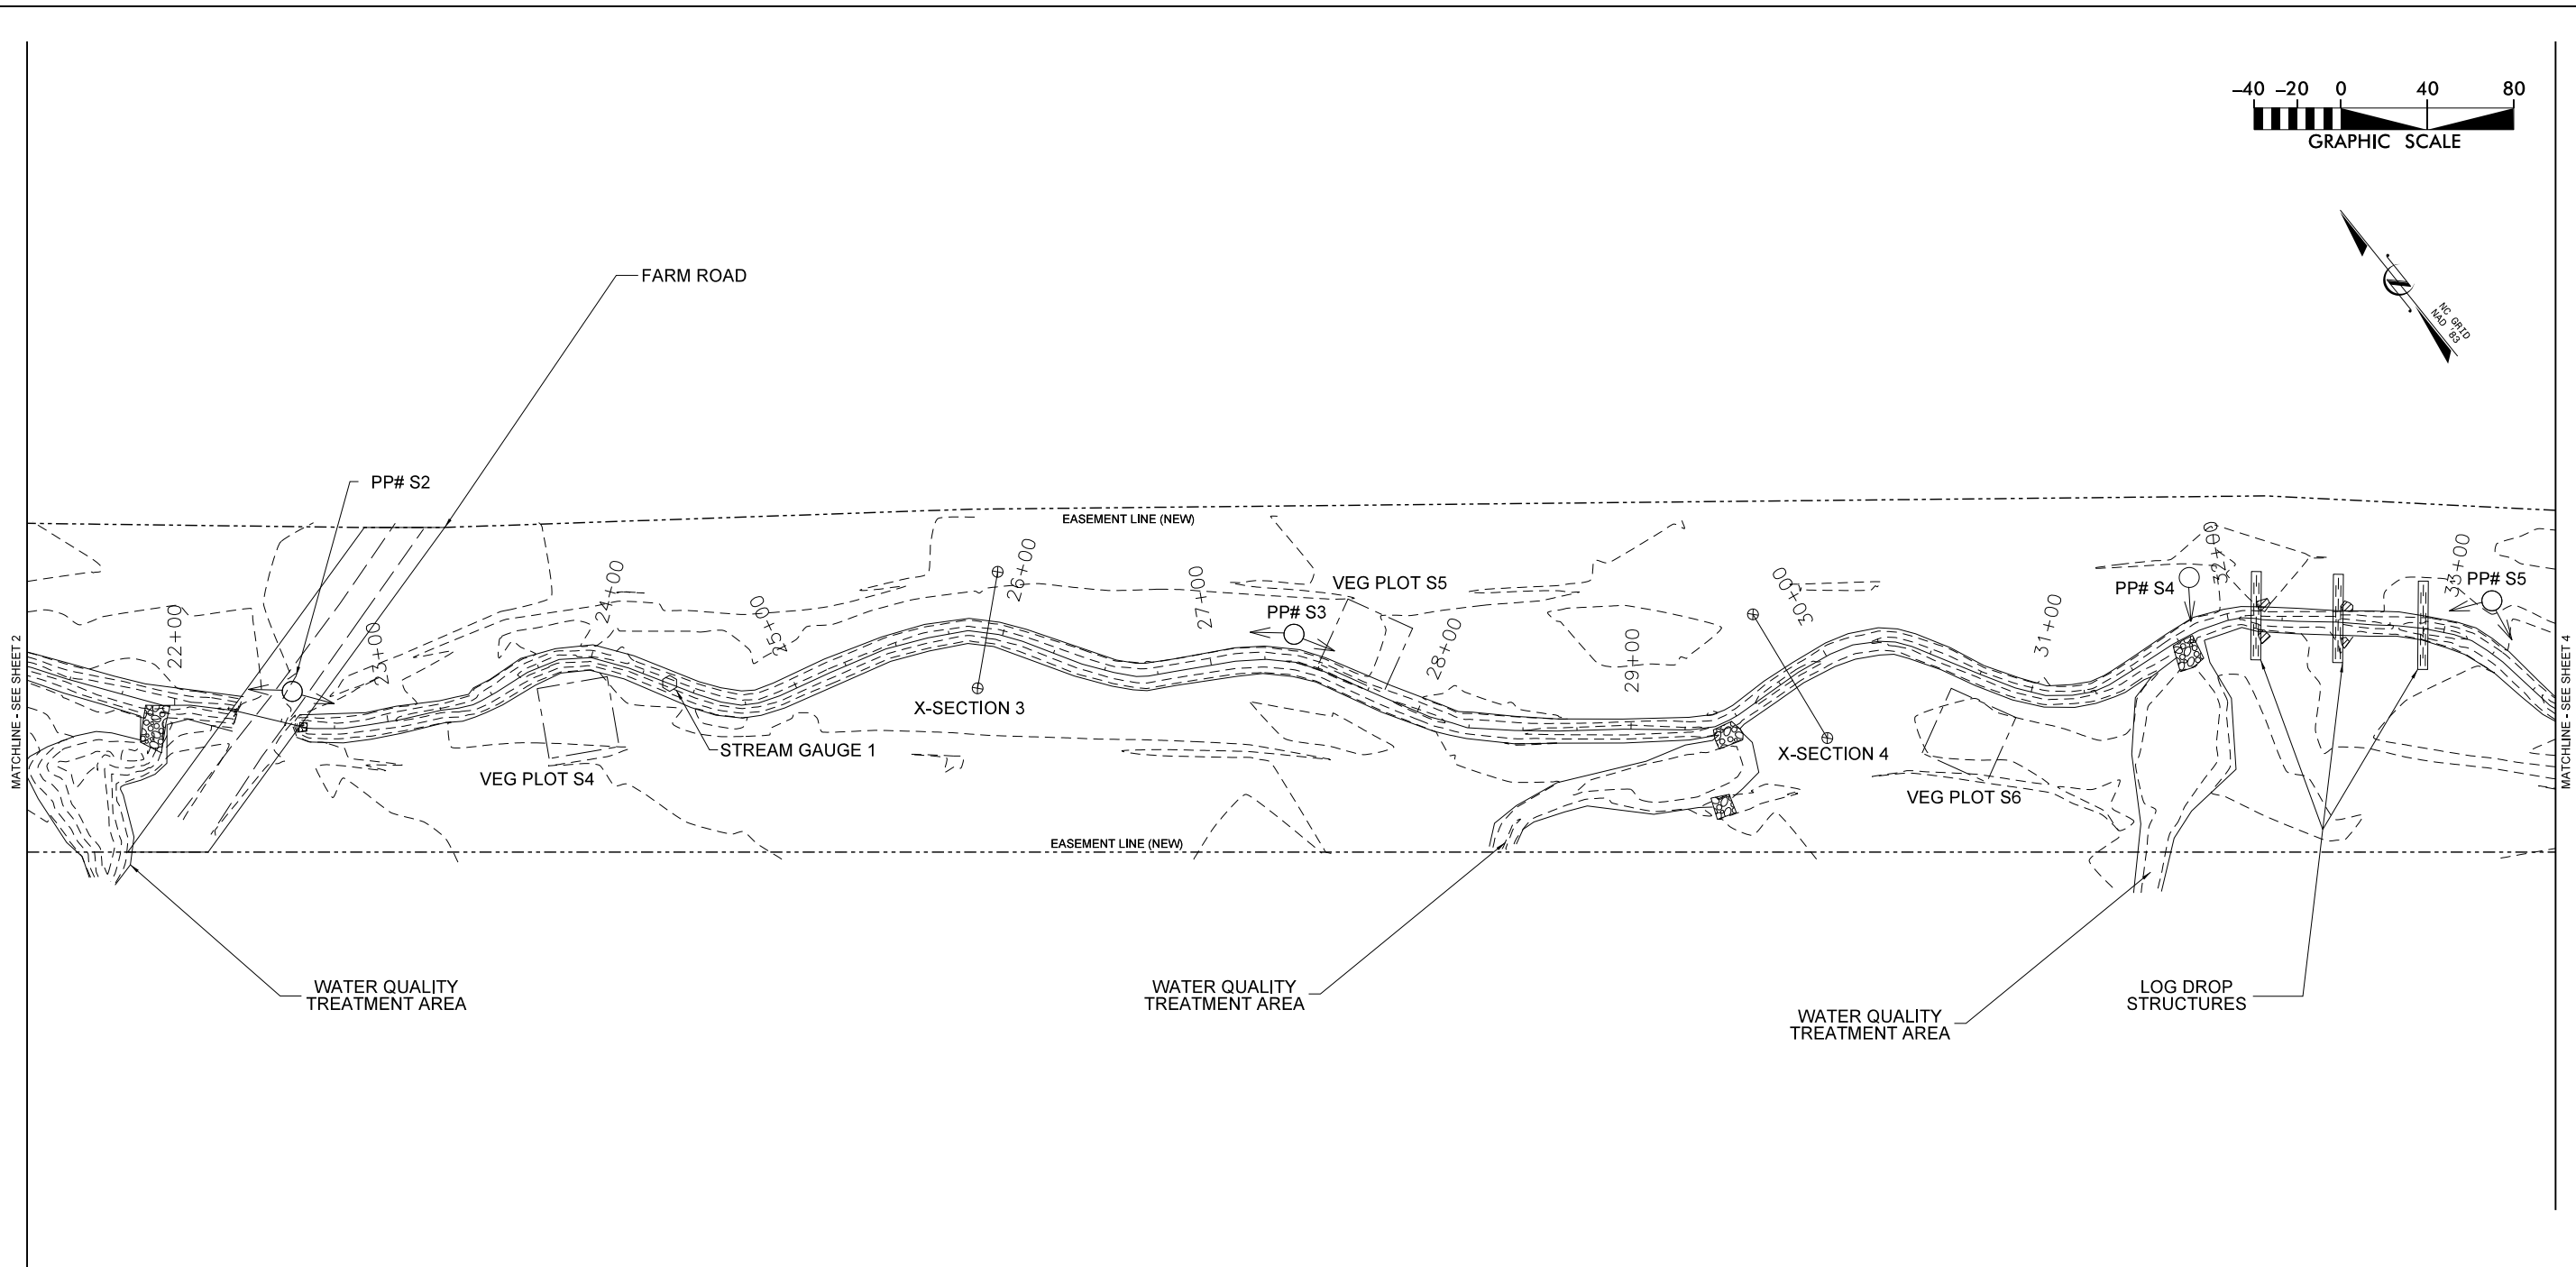 -40 -20 0 40 80
GRAPHIC SCALE
NC GRID
NAD '83
FARM ROAD
PP# S2
EASEMENT LINE (NEW)
22+00
23+00
24+00
25+00
26+00
27+00
28+00
29+00
30+00
31+00
32+00
33+00
VEG PLOT S5
PP# S3
PP# S4
PP# S5
X-SECTION 3
STREAM GAUGE 1
VEG PLOT S4
X-SECTION 4
VEG PLOT S6
EASEMENT LINE (NEW)
MATCHLINE - SEE SHEET 2
MATCHLINE - SEE SHEET 4
WATER QUALITY
TREATMENT AREA
WATER QUALITY
TREATMENT AREA
WATER QUALITY
TREATMENT AREA
LOG DROP
STRUCTURES